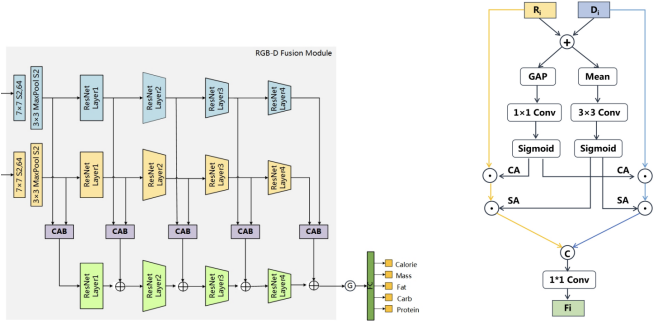 RGB-D Fusion Module
7×7 S2,64
3×3 MaxPool S2
ResNet
Layer1
ResNet
Layer2
ResNet
Layer3
ResNet
Layer4
7×7 S2,64
3×3 MaxPool S2
ResNet
Layer1
ResNet
Layer2
ResNet
Layer3
ResNet
Layer4
CAB
CAB
CAB
CAB
CAB
ResNet
Layer1
ResNet
Layer2
ResNet
Layer3
ResNet
Layer4
G
FC
Calorie
Mass
Fat
Carb
Protein
Ri
Di
GAP
Mean
1×1 Conv
3×3 Conv
Sigmoid
Sigmoid
CA
CA
SA
SA
C
1*1 Conv
Fi